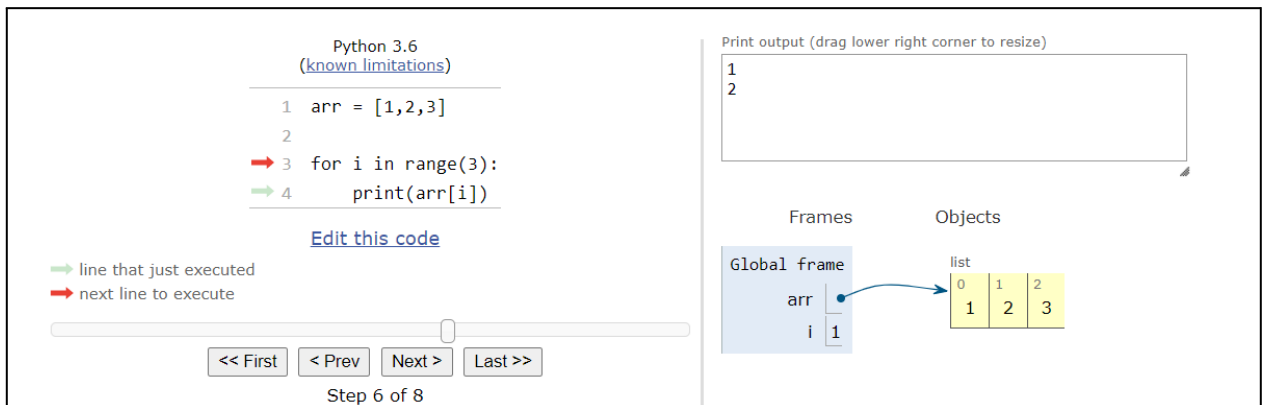 Python 3.6
(known limitations)
1 arr = [1,2,3]
2
3 for i in range(3):
4     print(arr[i])
Edit this code
line that just executed
next line to execute
<< First < Prev Next > Last >>
Step 6 of 8
Print output (drag lower right corner to resize)
1
2
Frames Objects
Global frame
arr
i 1
list
0 1 2
1 2 3